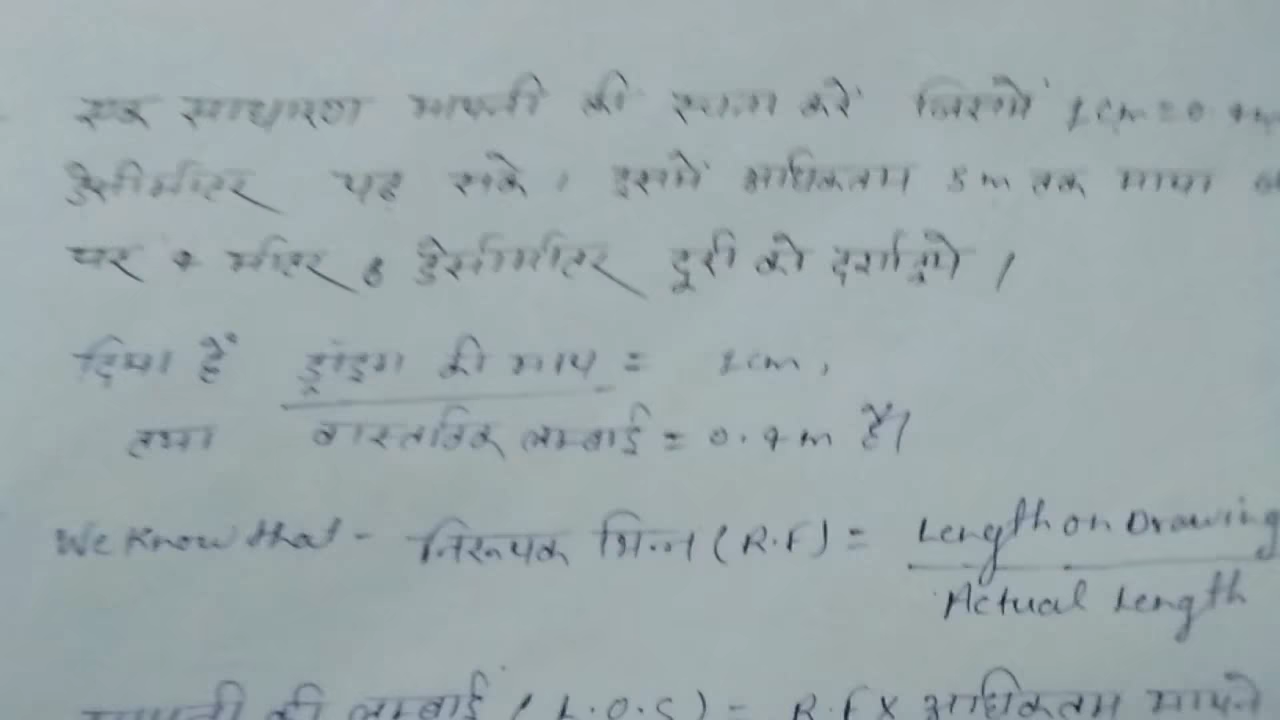 एक साधारण मापनी की रचना करें जिसमें 1cm = 0.4m
डेसीमीटर पढ़ सके। इसमें अधिकतम 5m तक मापा
पर 4 मीटर 6 डेसीमीटर दूरी को दर्शाइये।
दिया हैं ड्रांइग की माप = 1cm,
तथा वास्तविक लम्बाई = 0.4m हैं।
We Know that - निरूपक भिन्न (R.F) = Length on Drawing
Actual Length
मापनी की लम्बाई (L.O.S) = R.F X अधिकतम मापने